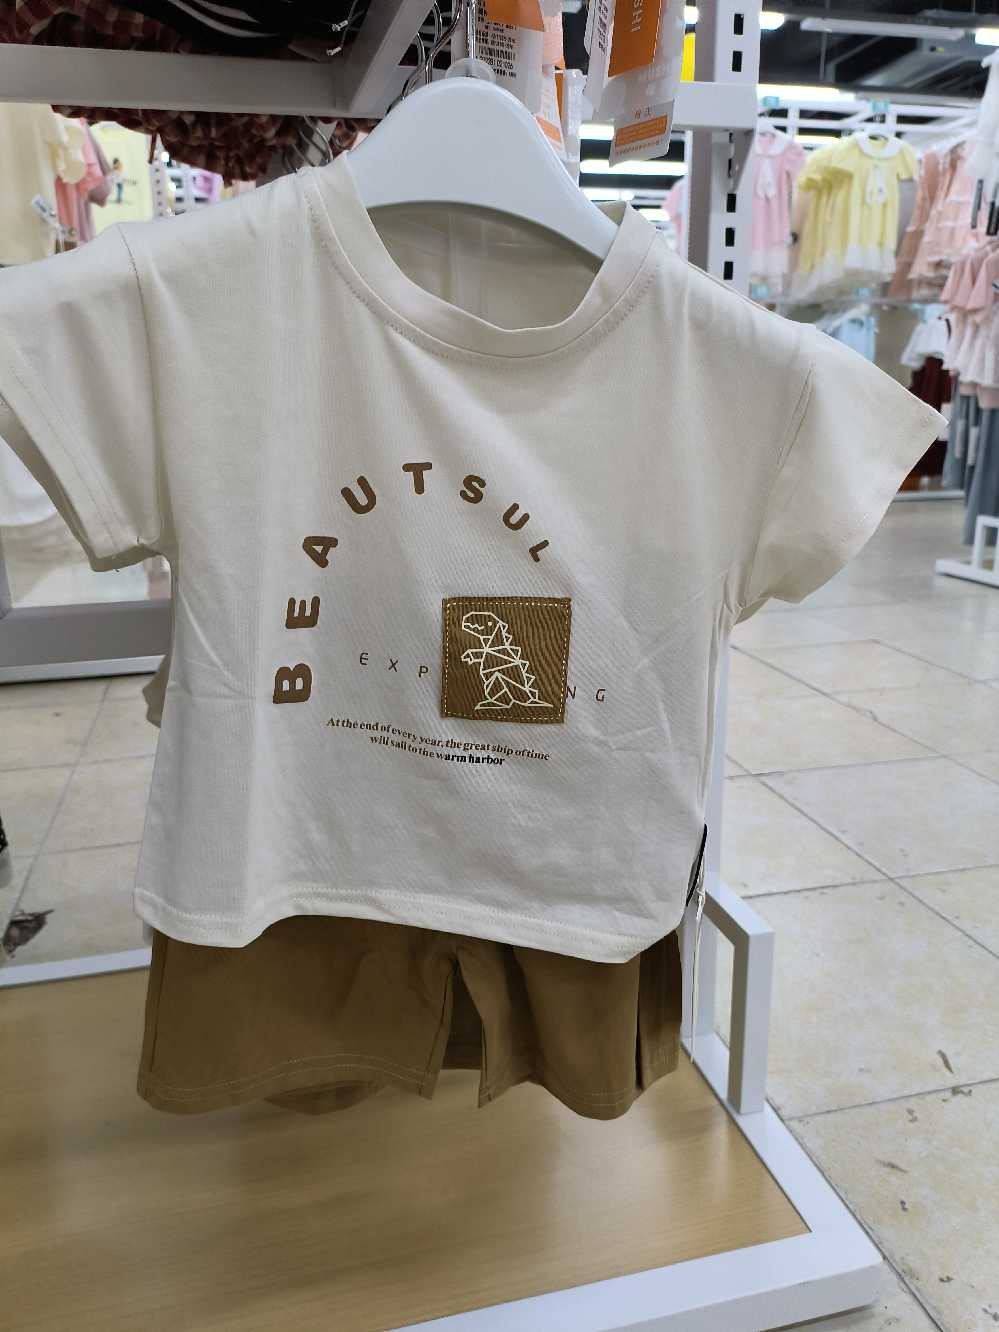 BEAUTSUL
EXP NG
At the end of every year, the great ship of time
will sail to the warm harbor